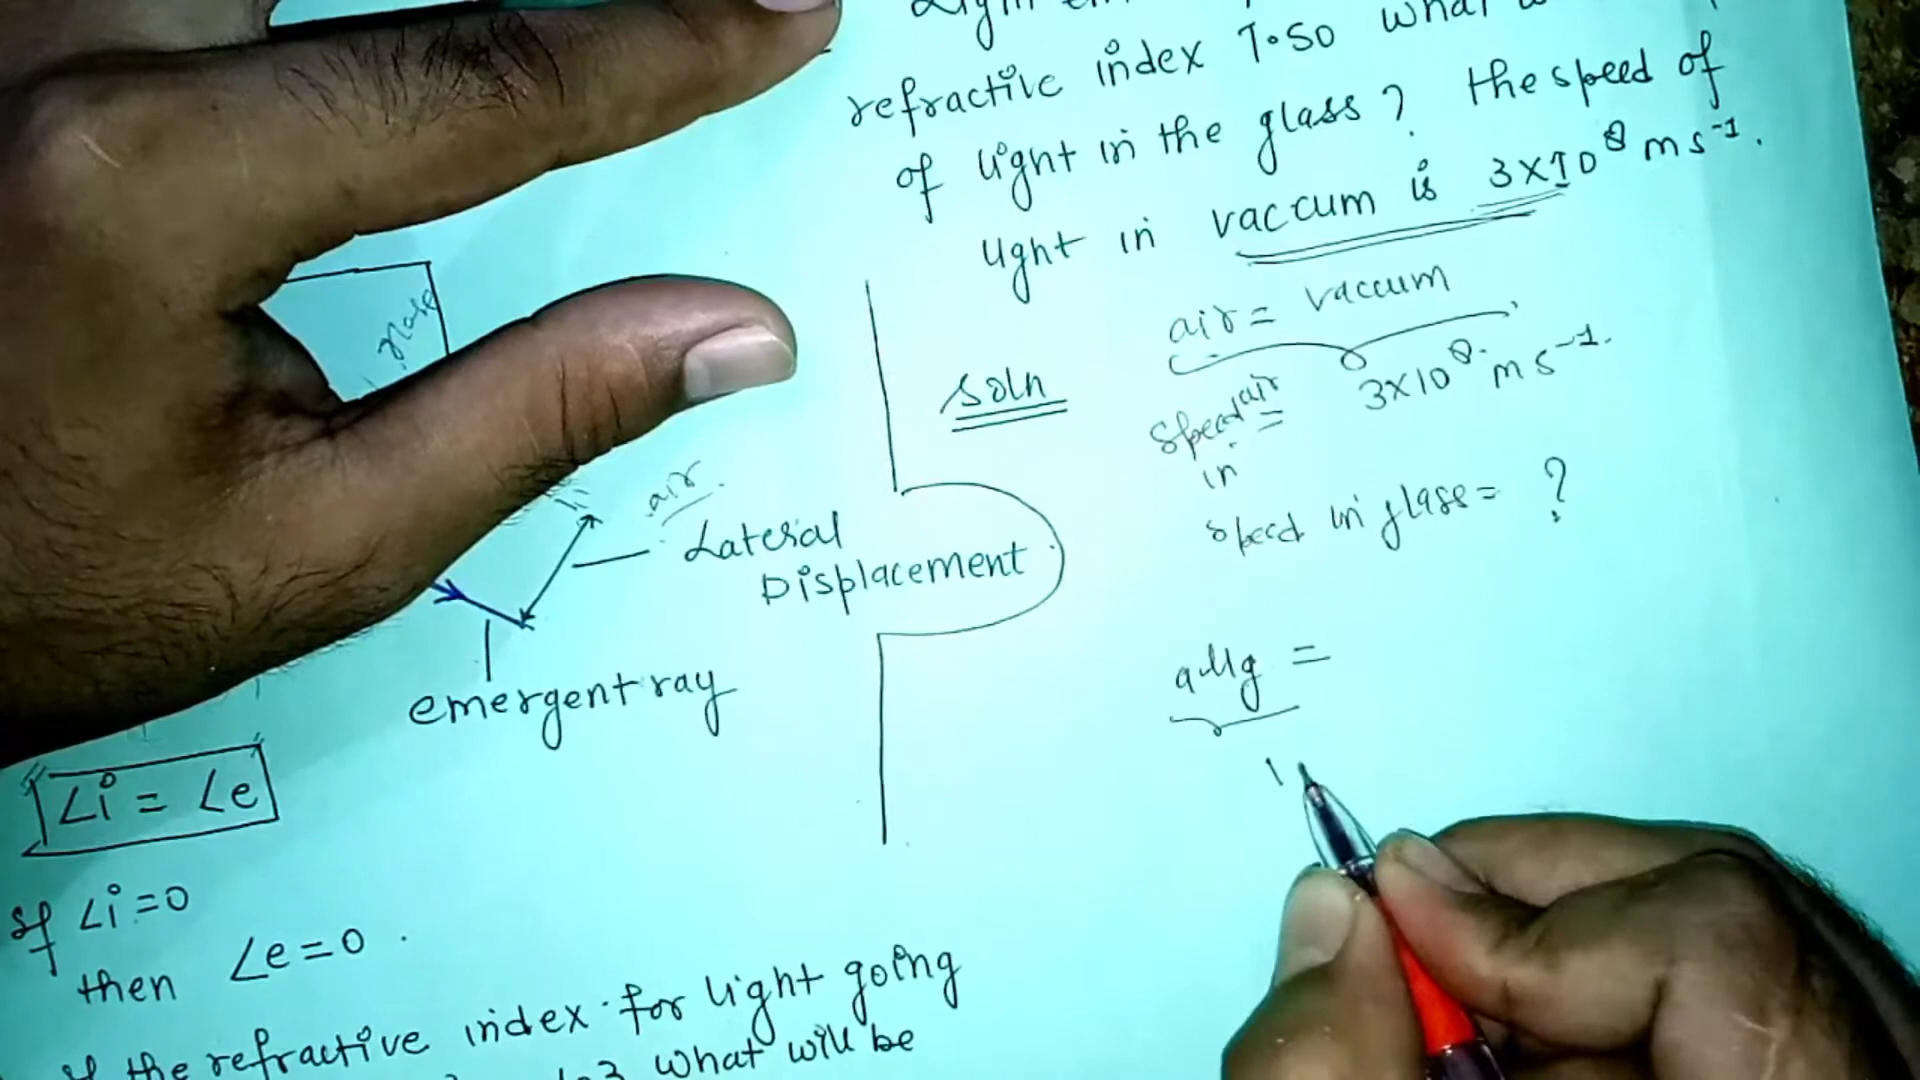 refractive index 1.50 what
of light in the glass? the speed of
light in vaccum is 3×10⁸ ms⁻¹.
air = vaccum
soln
speed in air = 3×10⁸ ms⁻¹.
speed in glass = ?
aμg =
1
glass
air
Lateral
Displacement
emergent ray
∠i = ∠e
If ∠i=0
then ∠e=0.
If the refractive index for light going
what will be